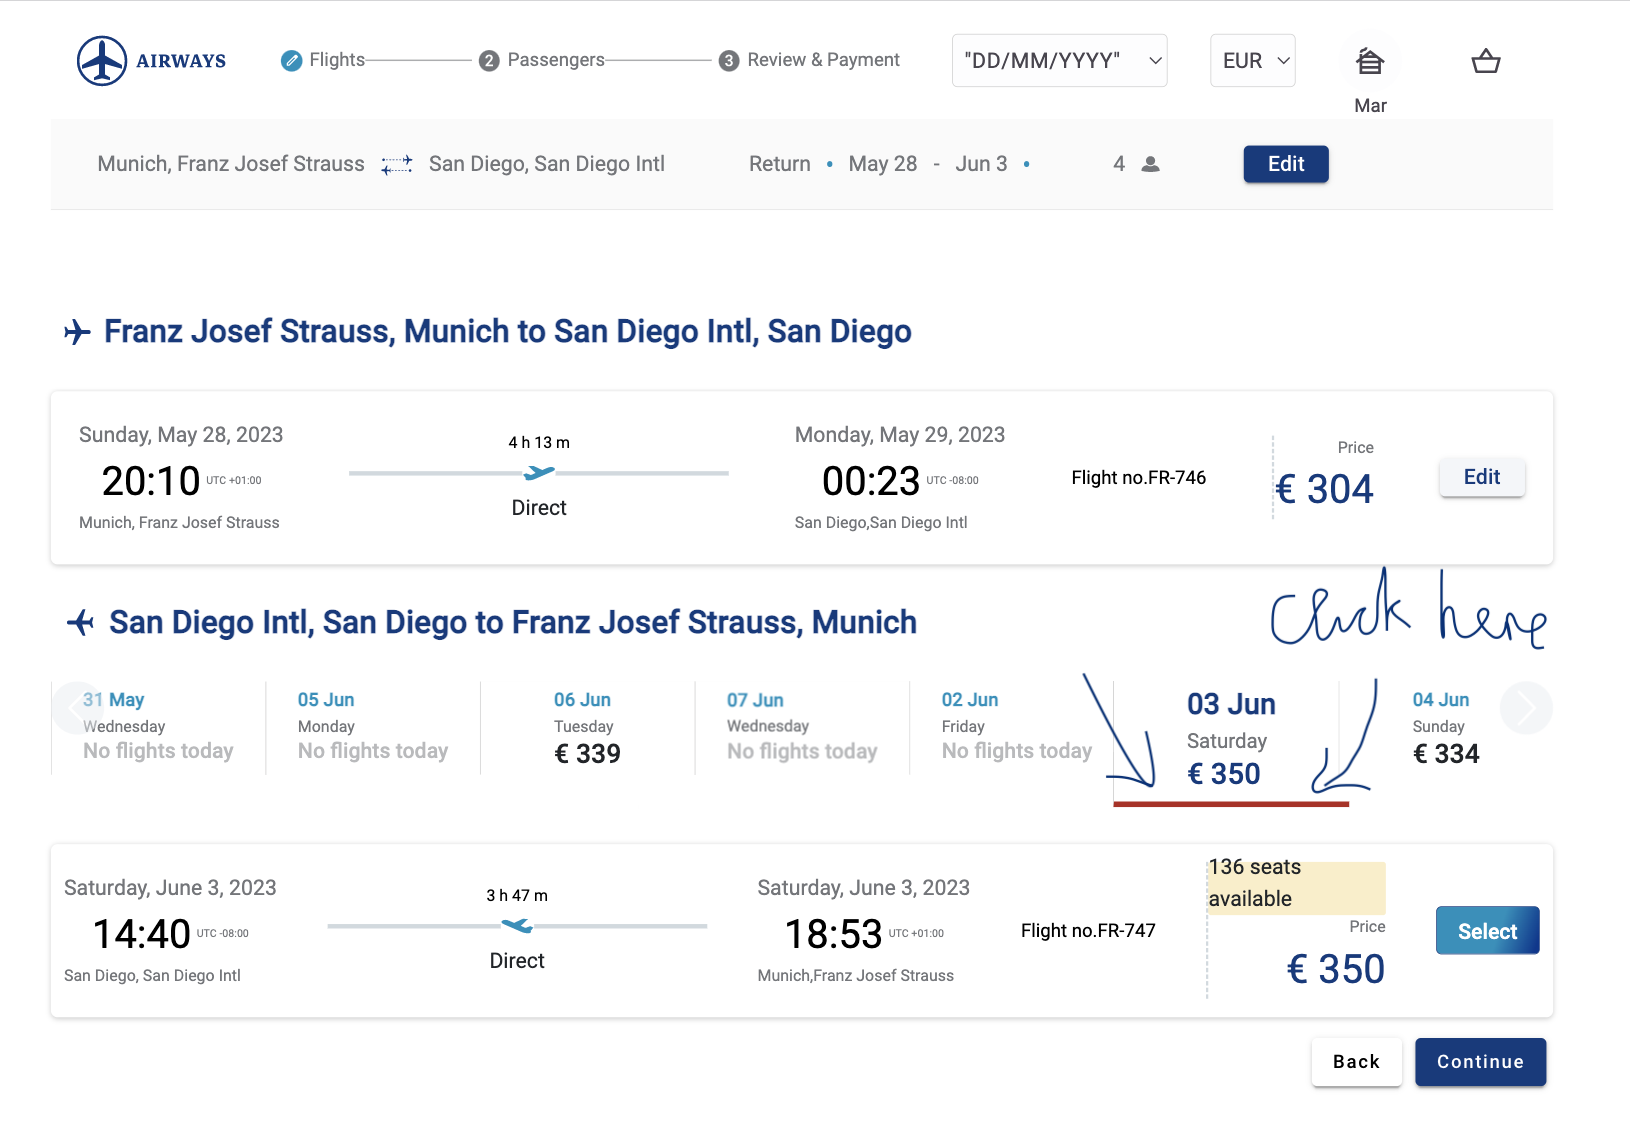 AIRWAYS
Flights
2 Passengers
3 Review & Payment
"DD/MM/YYYY"
EUR
Mar
Munich, Franz Josef Strauss San Diego, San Diego Intl Return • May 28 - Jun 3 • 4 Edit
Franz Josef Strauss, Munich to San Diego Intl, San Diego
Sunday, May 28, 2023
20:10 UTC +01:00
Munich, Franz Josef Strauss
4 h 13 m
Direct
Monday, May 29, 2023
00:23 UTC -08:00
San Diego,San Diego Intl
Flight no.FR-746
Price
€ 304
Edit
Click here
San Diego Intl, San Diego to Franz Josef Strauss, Munich
31 May
Wednesday
No flights today
05 Jun
Monday
No flights today
06 Jun
Tuesday
€ 339
07 Jun
Wednesday
No flights today
02 Jun
Friday
No flights today
03 Jun
Saturday
€ 350
04 Jun
Sunday
€ 334
Saturday, June 3, 2023
14:40 UTC -08:00
San Diego, San Diego Intl
3 h 47 m
Direct
Saturday, June 3, 2023
18:53 UTC +01:00
Munich,Franz Josef Strauss
Flight no.FR-747
136 seats
available
Price
€ 350
Select
Back
Continue